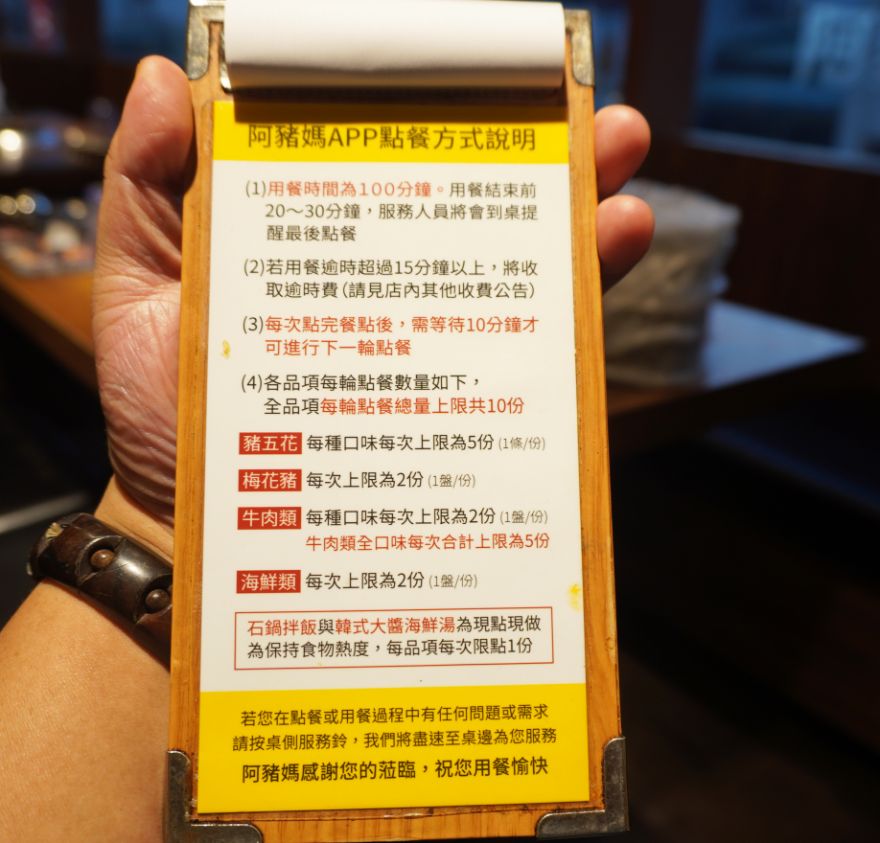 阿豬媽APP點餐方式說明
(1)用餐時間為100分鐘。用餐結束前
20～30分鐘，服務人員將會到桌提
醒最後點餐
(2)若用餐逾時超過15分鐘以上，將收
取逾時費(請見店內其他收費公告)
(3)每次點完餐點後，需等待10分鐘才
可進行下一輪點餐
(4)各品項每輪點餐數量如下，
全品項每輪點餐總量上限共10份
豬五花 每種口味每次上限為5份 (1條/份)
梅花豬 每次上限為2份 (1盤/份)
牛肉類 每種口味每次上限為2份 (1盤/份)
牛肉類全口味每次合計上限為5份
海鮮類 每次上限為2份 (1盤/份)
石鍋拌飯與韓式大醬海鮮湯為現點現做
為保持食物熱度，每品項每次限點1份
若您在點餐或用餐過程中有任何問題或需求
請按桌側服務鈴，我們將盡速至桌邊為您服務
阿豬媽感謝您的蒞臨，祝您用餐愉快